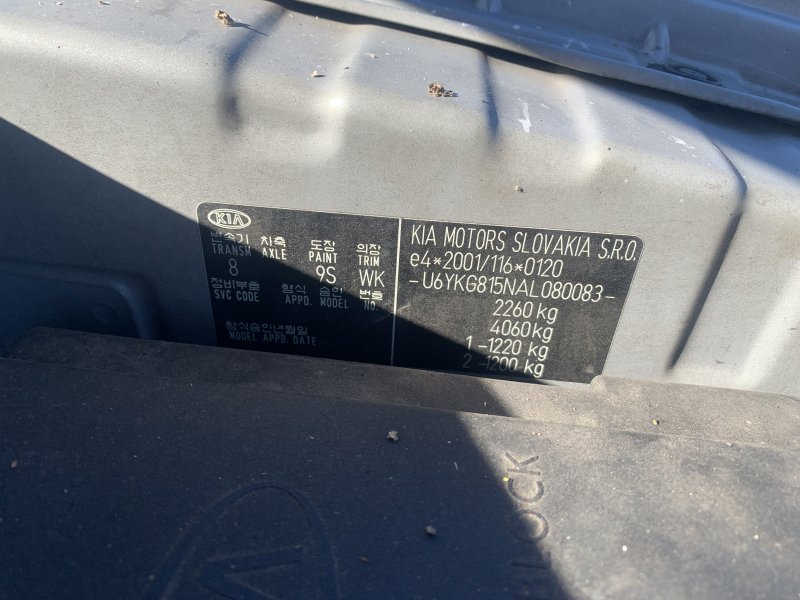 KIA
변속기 차축 도장 의장
TRANSM AXLE PAINT TRIM
8 9S WK
정비부호 형식 승인 번호
SVC CODE APPD. MODEL NO.
형식승인년월일
MODEL APPD. DATE
KIA MOTORS SLOVAKIA S.R.O.
e4*2001/116*0120
-U6YKG815NAL080083-
2260 kg
4060 kg
1 -1220 kg
2 -1200 kg
LOCK